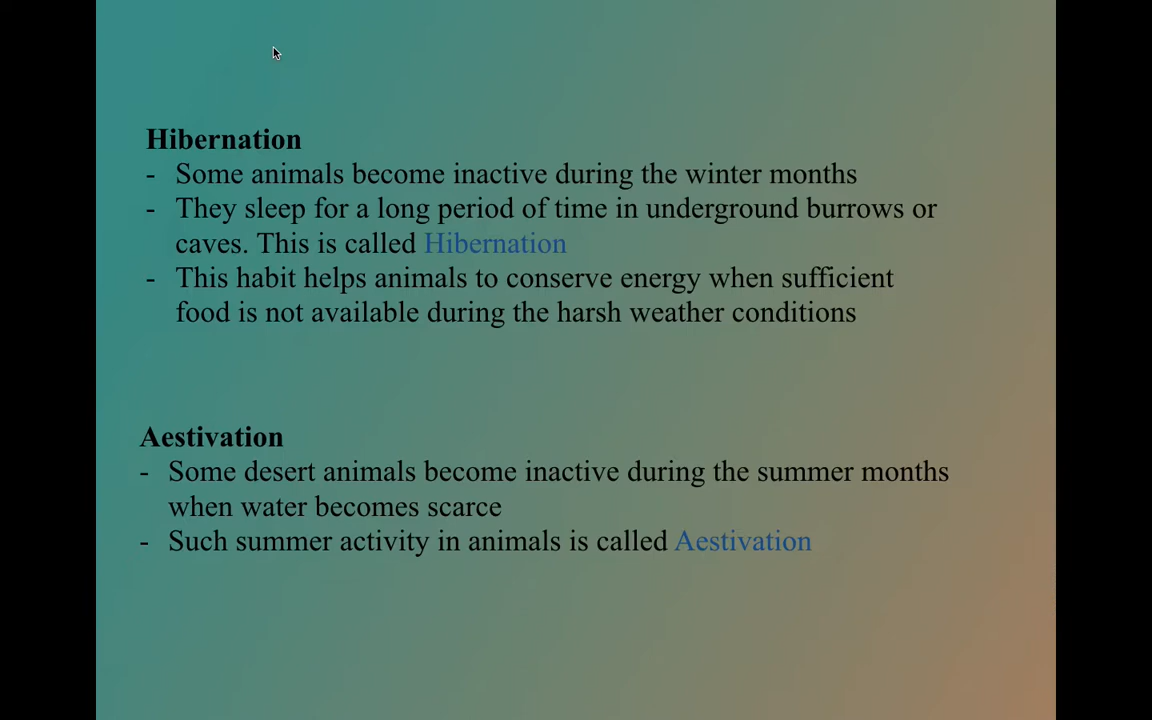 Hibernation
- Some animals become inactive during the winter months
- They sleep for a long period of time in underground burrows or
caves. This is called Hibernation
- This habit helps animals to conserve energy when sufficient
food is not available during the harsh weather conditions
Aestivation
- Some desert animals become inactive during the summer months
when water becomes scarce
- Such summer activity in animals is called Aestivation